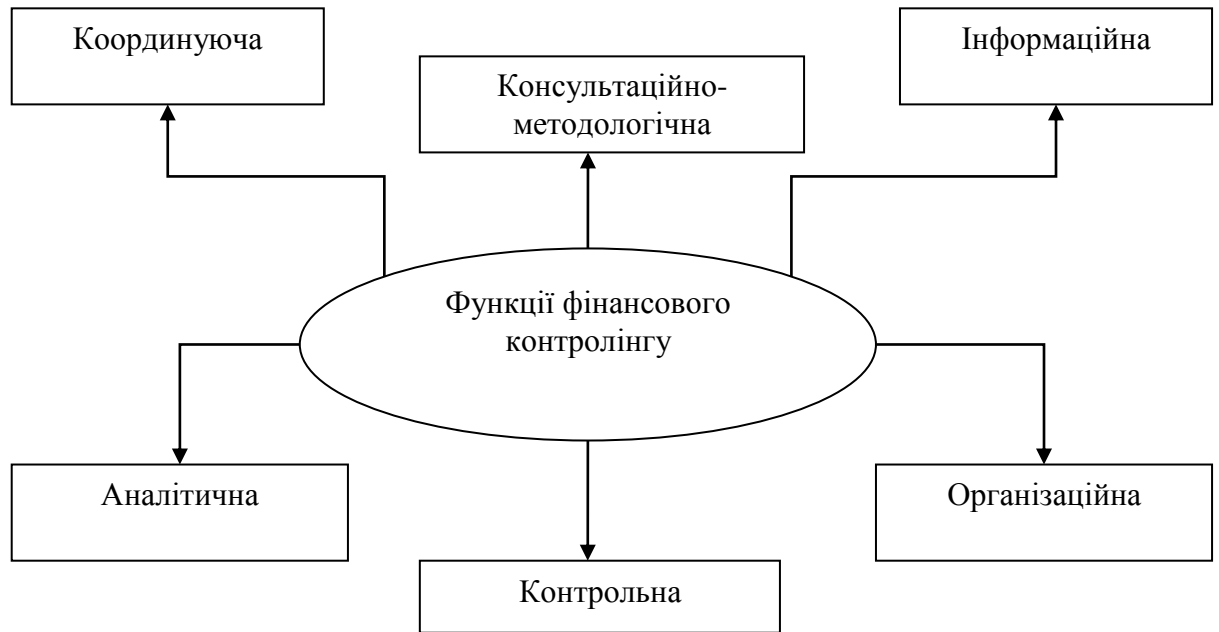 Координуюча
Консультаційно-
методологічна
Інформаційна
Функції фінансового
контролінгу
Аналітична
Контрольна
Організаційна